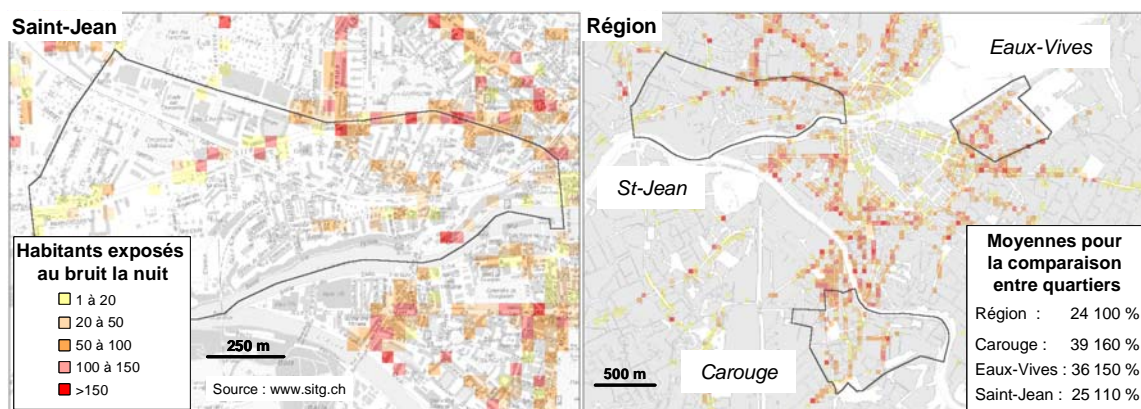 Saint-Jean
Habitants exposés
au bruit la nuit
1 à 20
20 à 50
50 à 100
100 à 150
>150
250 m
Source : www.sitg.ch
Région
Eaux-Vives
St-Jean
Carouge
500 m
Moyennes pour
la comparaison
entre quartiers
Région : 24 100 %
Carouge : 39 160 %
Eaux-Vives : 36 150 %
Saint-Jean : 25 110 %